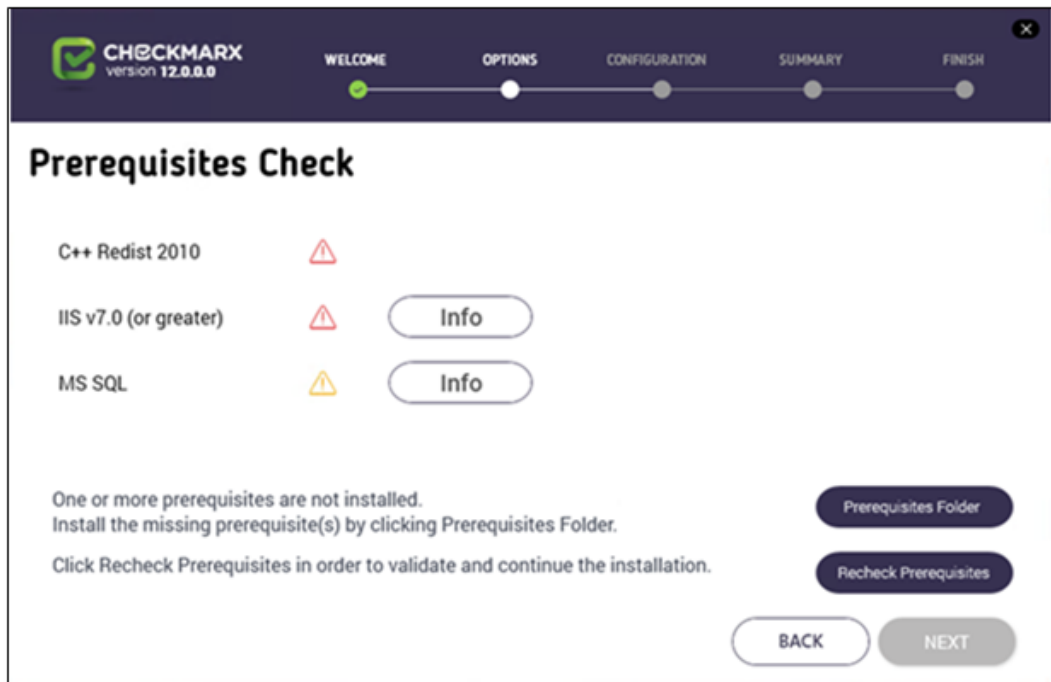 CHECKMARX
version 12.0.0.0
WELCOME
OPTIONS
CONFIGURATION
SUMMARY
FINISH
Prerequisites Check
C++ Redist 2010
IIS v7.0 (or greater)
Info
MS SQL
Info
One or more prerequisites are not installed.
Install the missing prerequisite(s) by clicking Prerequisites Folder.
Prerequisites Folder
Click Recheck Prerequisites in order to validate and continue the installation.
Recheck Prerequisites
BACK
NEXT